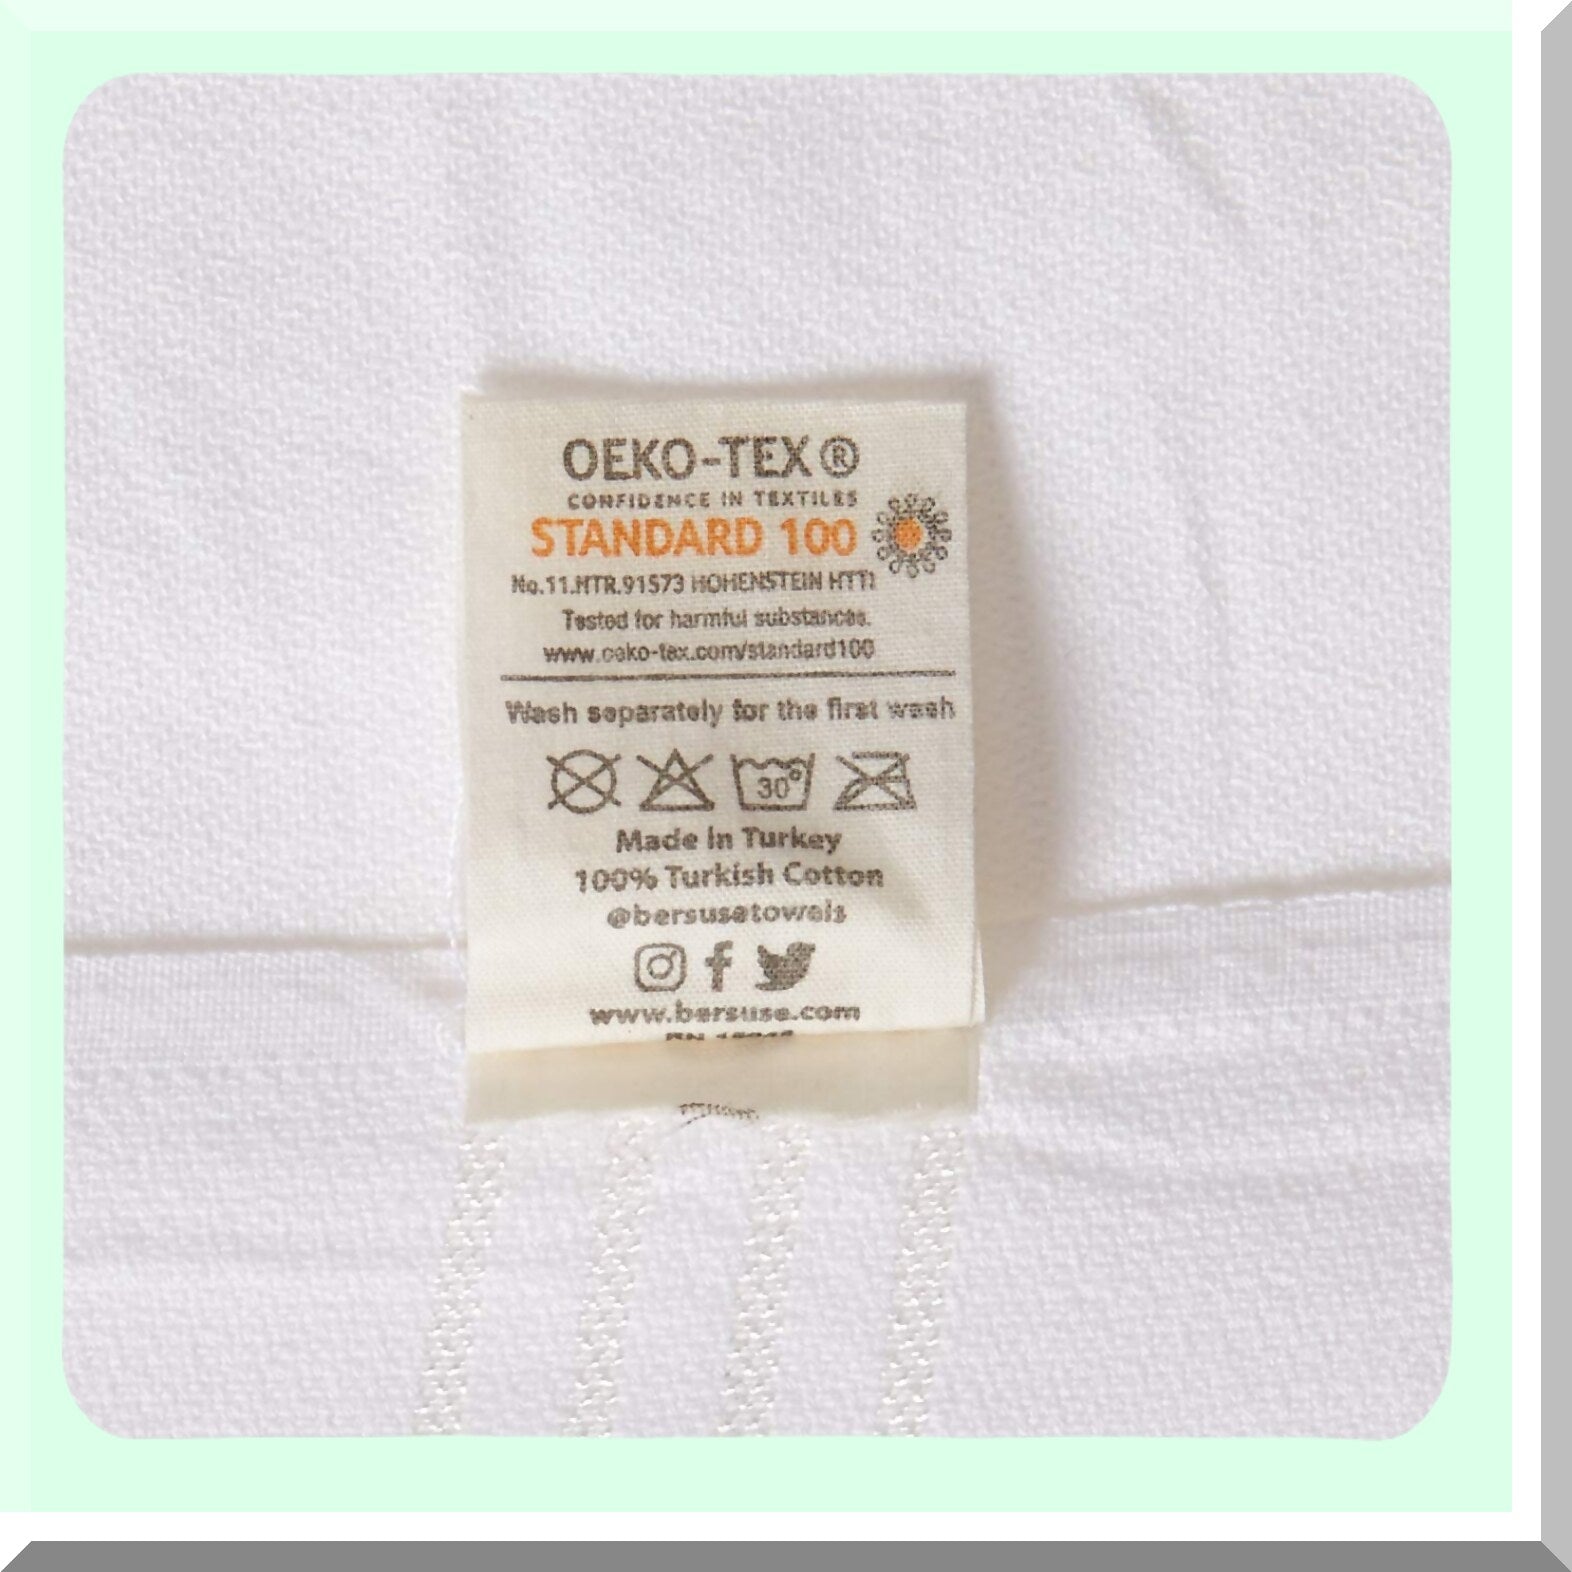 OEKO-TEX®
CONFIDENCE IN TEXTILES
STANDARD 100
No.11.HTR.91573 HOHENSTEIN HTTI
Tested for harmful substances.
www.oeko-tex.com/standard100
Wash separately for the first wash
30°
Made in Turkey
100% Turkish Cotton
@bersusetowels
www.bersuse.com
RN